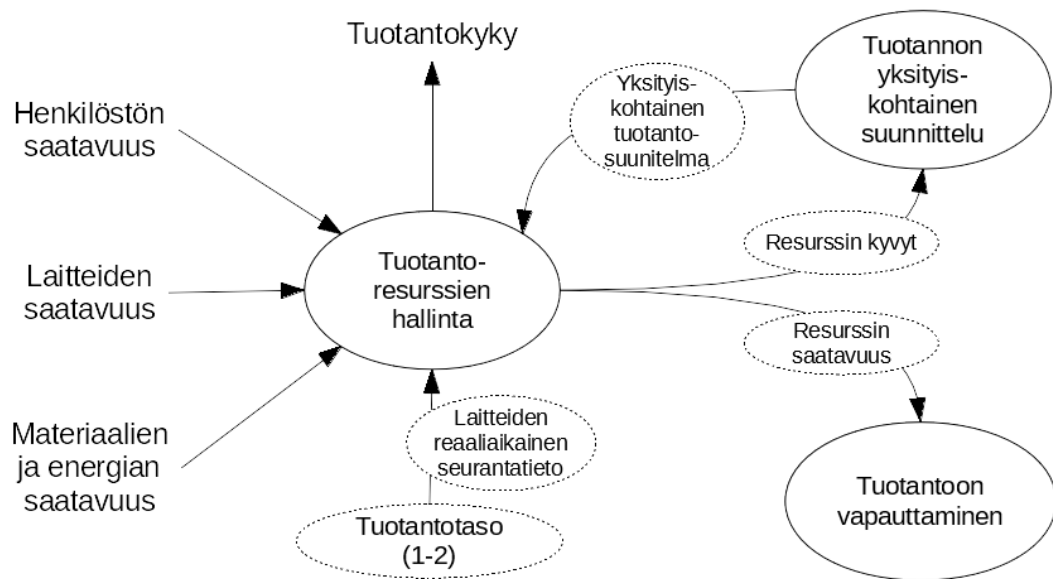 Tuotantokyky
Henkilöstön
saatavuus
Laitteiden
saatavuus
Materiaalien
ja energian
saatavuus
Tuotanto-
resurssien
hallinta
Yksityis-
kohtainen
tuotanto-
suunitelma
Tuotannon
yksityis-
kohtainen
suunnittelu
Resurssin kyvyt
Resurssin
saatavuus
Laitteiden
reaaliaikainen
seurantatieto
Tuotantotaso
(1-2)
Tuotantoon
vapauttaminen